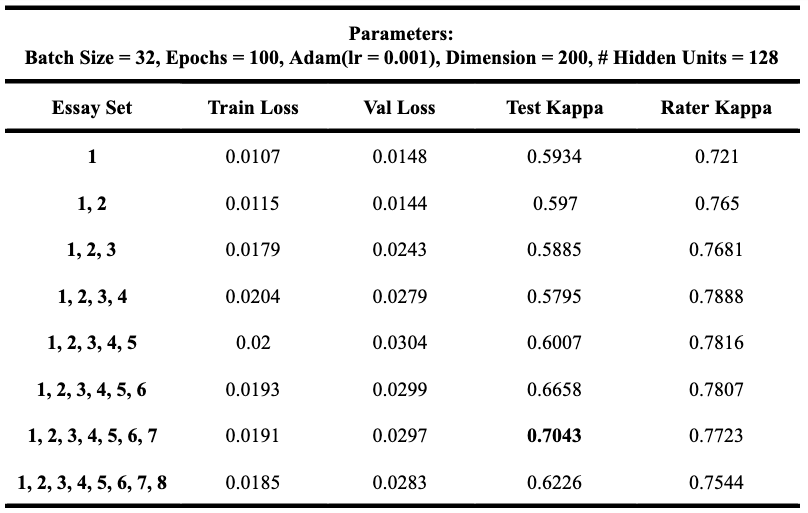 Parameters:
Batch Size = 32, Epochs = 100, Adam(lr = 0.001), Dimension = 200, # Hidden Units = 128
Essay Set Train Loss Val Loss Test Kappa Rater Kappa
1 0.0107 0.0148 0.5934 0.721
1, 2 0.0115 0.0144 0.597 0.765
1, 2, 3 0.0179 0.0243 0.5885 0.7681
1, 2, 3, 4 0.0204 0.0279 0.5795 0.7888
1, 2, 3, 4, 5 0.02 0.0304 0.6007 0.7816
1, 2, 3, 4, 5, 6 0.0193 0.0299 0.6658 0.7807
1, 2, 3, 4, 5, 6, 7 0.0191 0.0297 0.7043 0.7723
1, 2, 3, 4, 5, 6, 7, 8 0.0185 0.0283 0.6226 0.7544